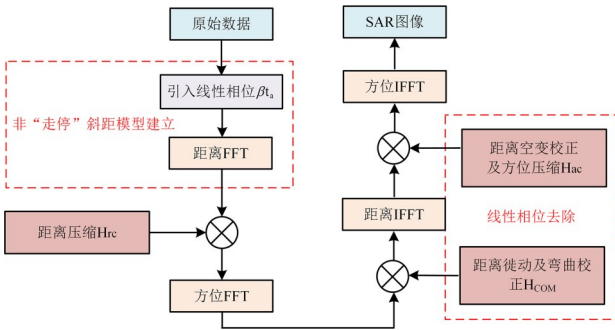 原始数据
引入线性相位βtₐ
非“走停”斜距模型建立
距离FFT
距离压缩Hrc
方位FFT
SAR图像
方位IFFT
距离空变校正
及方位压缩Hac
距离IFFT
线性相位去除
距离徙动及弯曲校
正H_COM